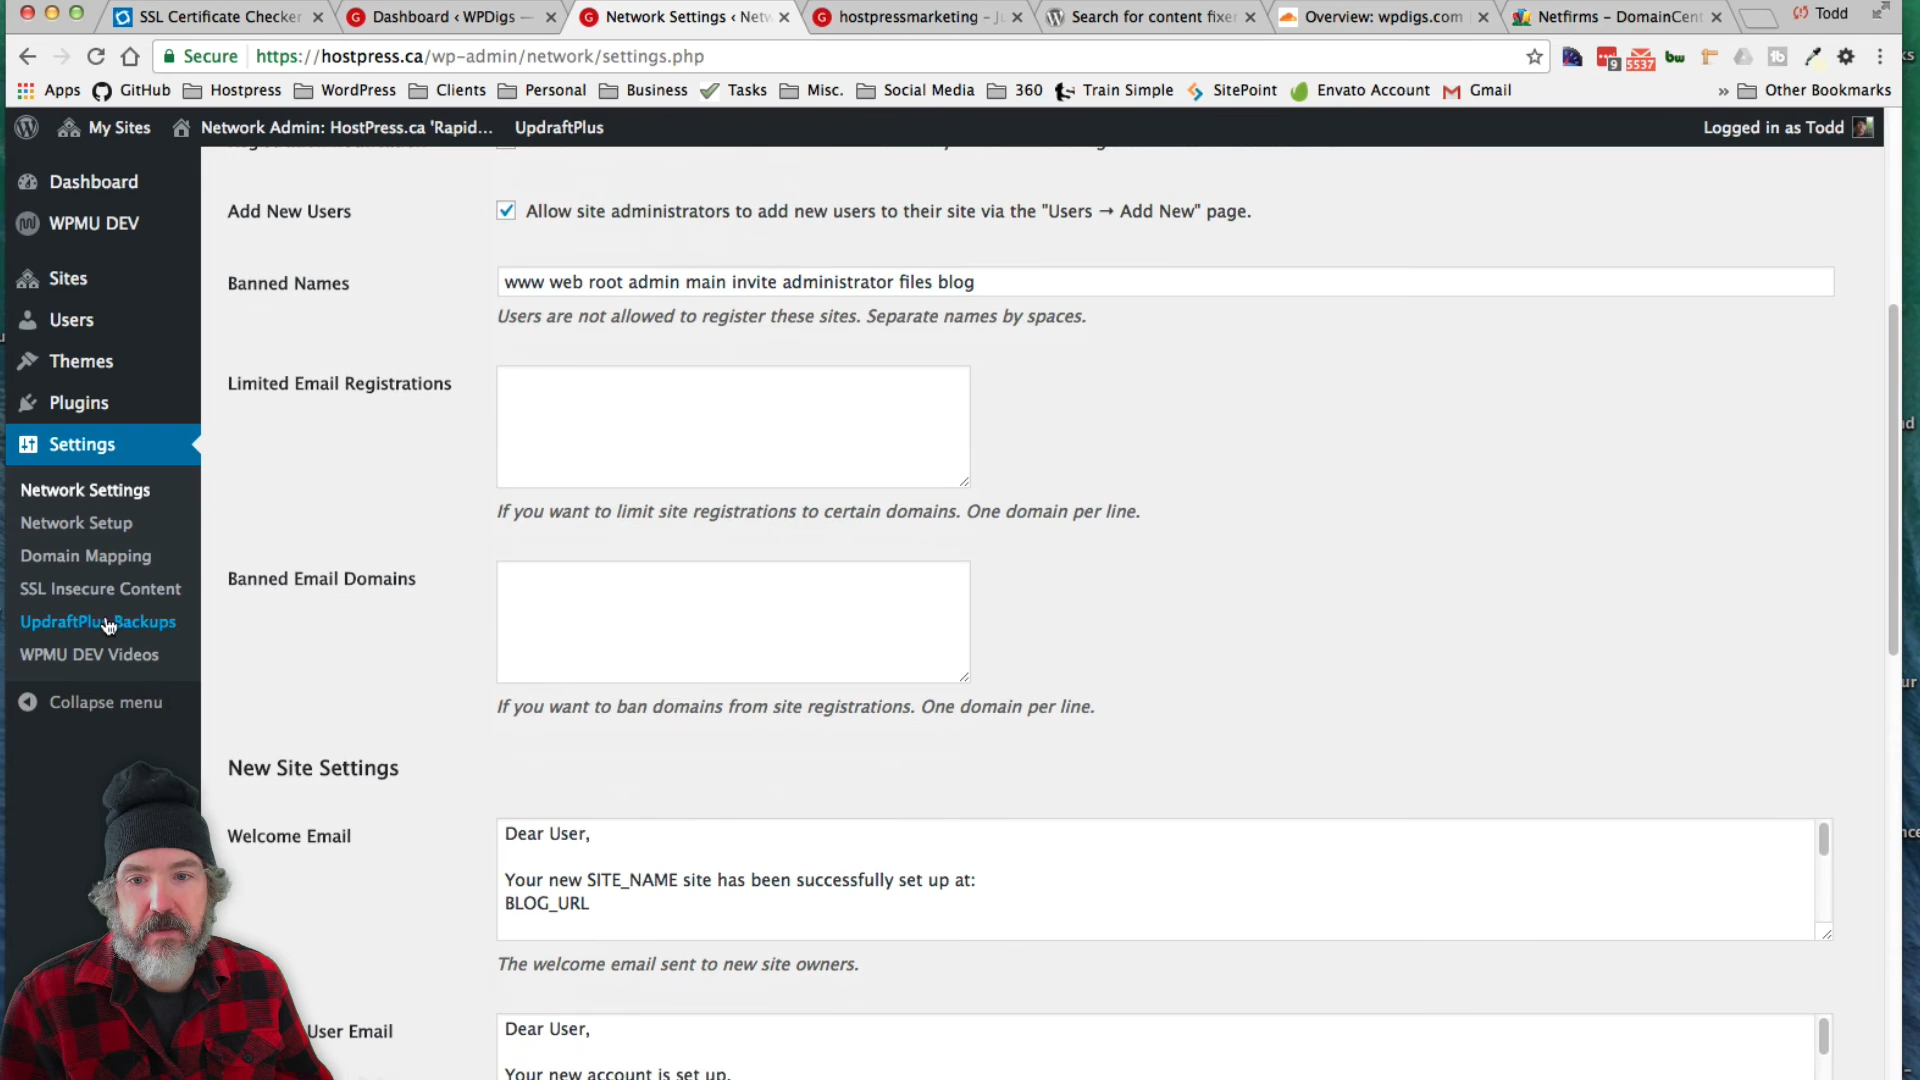 SSL Certificate Checker
Dashboard ‹ WPDigs —
Network Settings ‹ Netw
hostpressmarketing – Ju
Search for content fixer
Overview: wpdigs.com
Netfirms – DomainCent
Todd
Secure
https://hostpress.ca/wp-admin/network/settings.php
9
5537
bw
Apps
GitHub
Hostpress
WordPress
Clients
Personal
Business
Tasks
Misc.
Social Media
360
Train Simple
SitePoint
Envato Account
Gmail
» Other Bookmarks
My Sites
Network Admin: HostPress.ca 'Rapid...
UpdraftPlus
Logged in as Todd
Dashboard
WPMU DEV
Sites
Users
Themes
Plugins
Settings
Network Settings
Network Setup
Domain Mapping
SSL Insecure Content
UpdraftPlus Backups
WPMU DEV Videos
Collapse menu
Add New Users
Allow site administrators to add new users to their site via the "Users → Add New" page.
Banned Names
www web root admin main invite administrator files blog
Users are not allowed to register these sites. Separate names by spaces.
Limited Email Registrations
If you want to limit site registrations to certain domains. One domain per line.
Banned Email Domains
If you want to ban domains from site registrations. One domain per line.
New Site Settings
Welcome Email
Dear User,
Your new SITE_NAME site has been successfully set up at:
BLOG_URL
The welcome email sent to new site owners.
User Email
Dear User,
Your new account is set up.